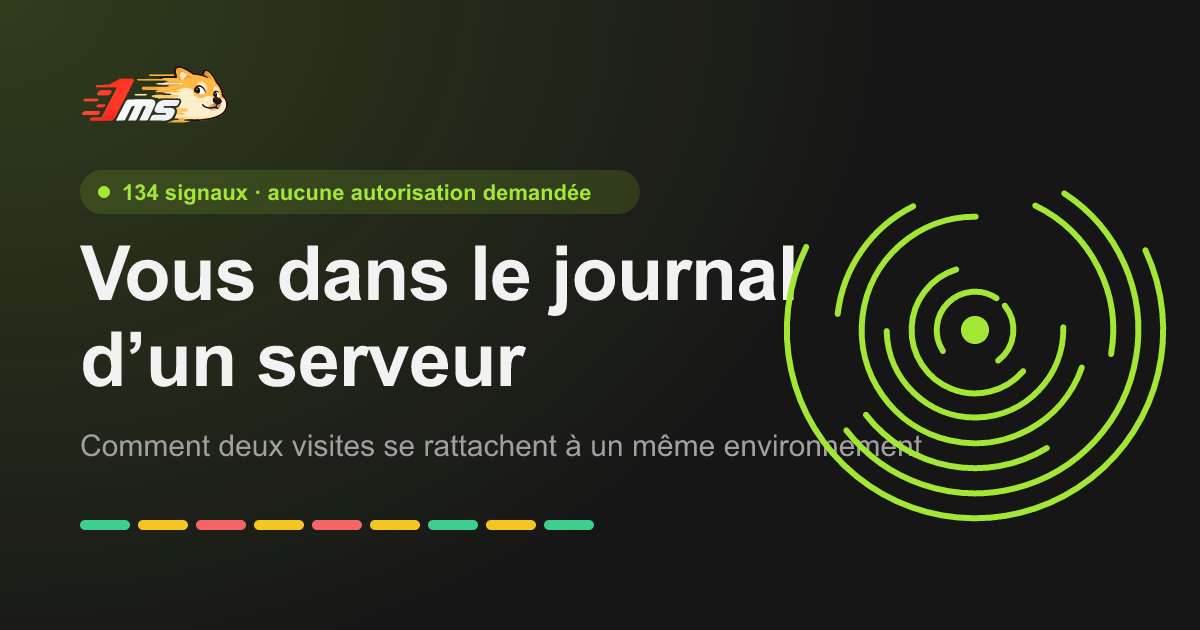 1ms
134 signaux · aucune autorisation demandée
Vous dans le journal
d’un serveur
Comment deux visites se rattachent à un même environnement